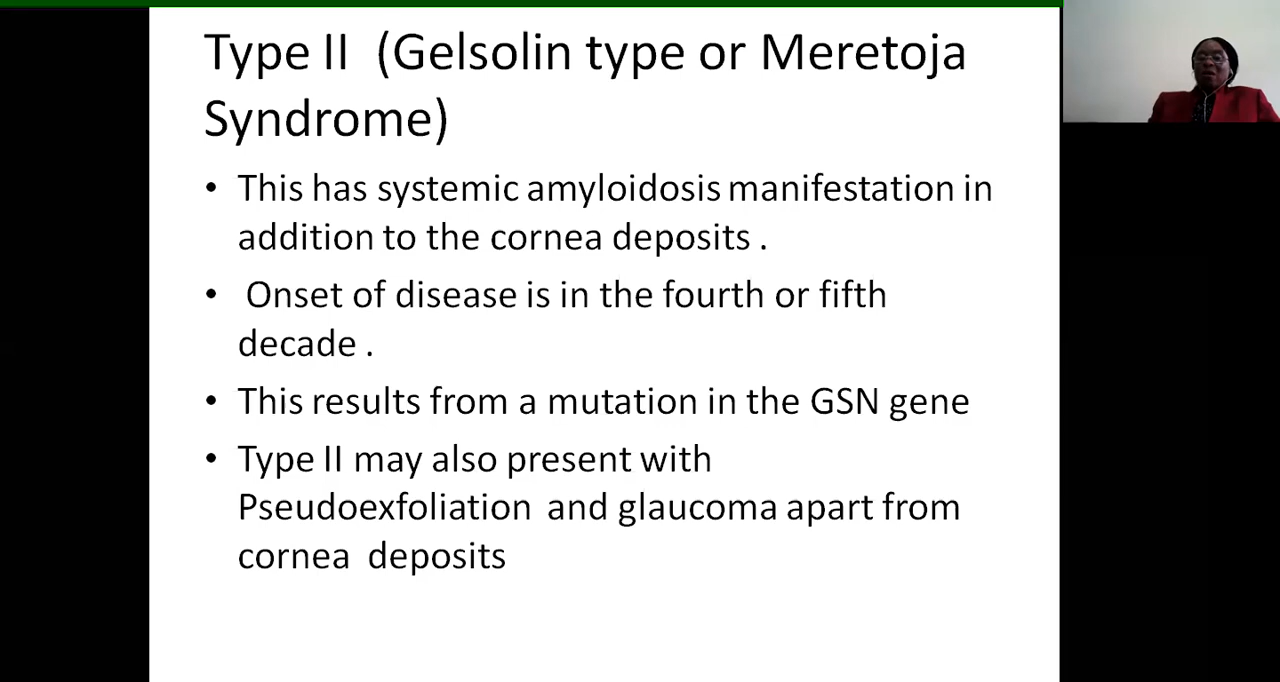 Type II (Gelsolin type or Meretoja
Syndrome)
• This has systemic amyloidosis manifestation in
addition to the cornea deposits .
• Onset of disease is in the fourth or fifth
decade .
• This results from a mutation in the GSN gene
• Type II may also present with
Pseudoexfoliation and glaucoma apart from
cornea deposits